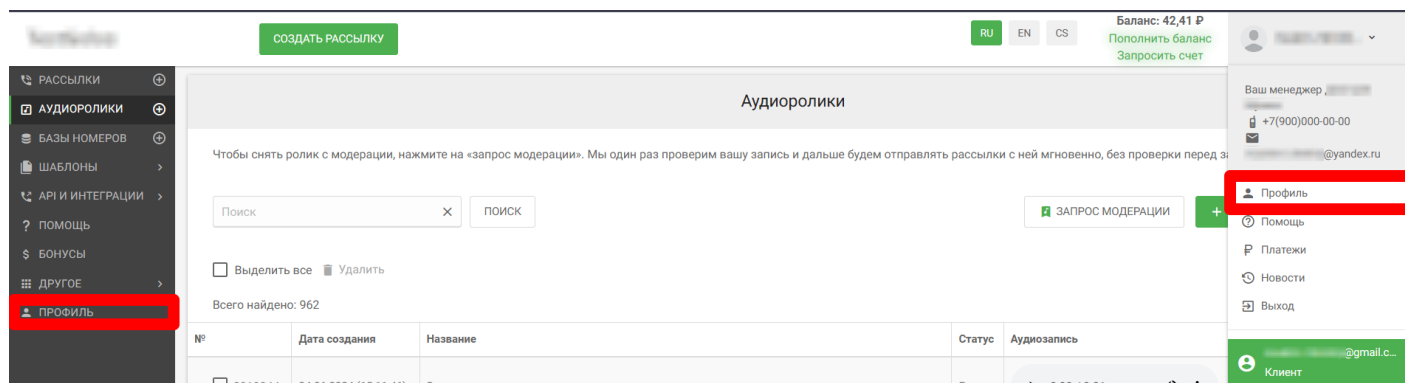 СОЗДАТЬ РАССЫЛКУ
RU EN CS
Баланс: 42,41 ₽
Пополнить баланс
Запросить счет
РАССЫЛКИ
АУДИОРОЛИКИ
БАЗЫ НОМЕРОВ
ШАБЛОНЫ
API И ИНТЕГРАЦИИ
? ПОМОЩЬ
$ БОНУСЫ
ДРУГОЕ
ПРОФИЛЬ
Аудиоролики
Чтобы снять ролик с модерации, нажмите на «запрос модерации». Мы один раз проверим вашу запись и дальше будем отправлять рассылки с ней мгновенно, без проверки перед
Поиск
ПОИСК
ЗАПРОС МОДЕРАЦИИ
+
Выделить все Удалить
Всего найдено: 962
№ Дата создания Название Статус Аудиозапись
Ваш менеджер ,
+7(900)000-00-00
@yandex.ru
Профиль
Помощь
₽ Платежи
Новости
Выход
@gmail.c...
Клиент